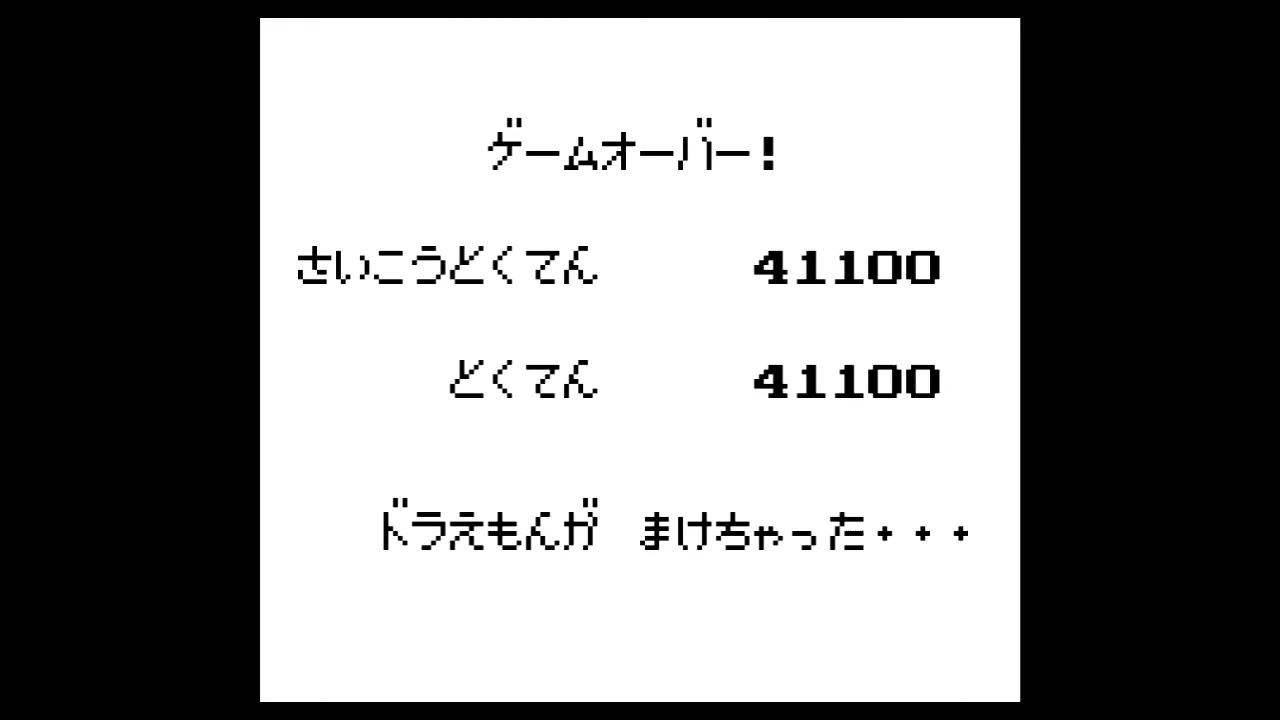 ゲームオーバー!
さいこうとくてん 41100
とくてん 41100
ドラえもんが まけちゃった・・・